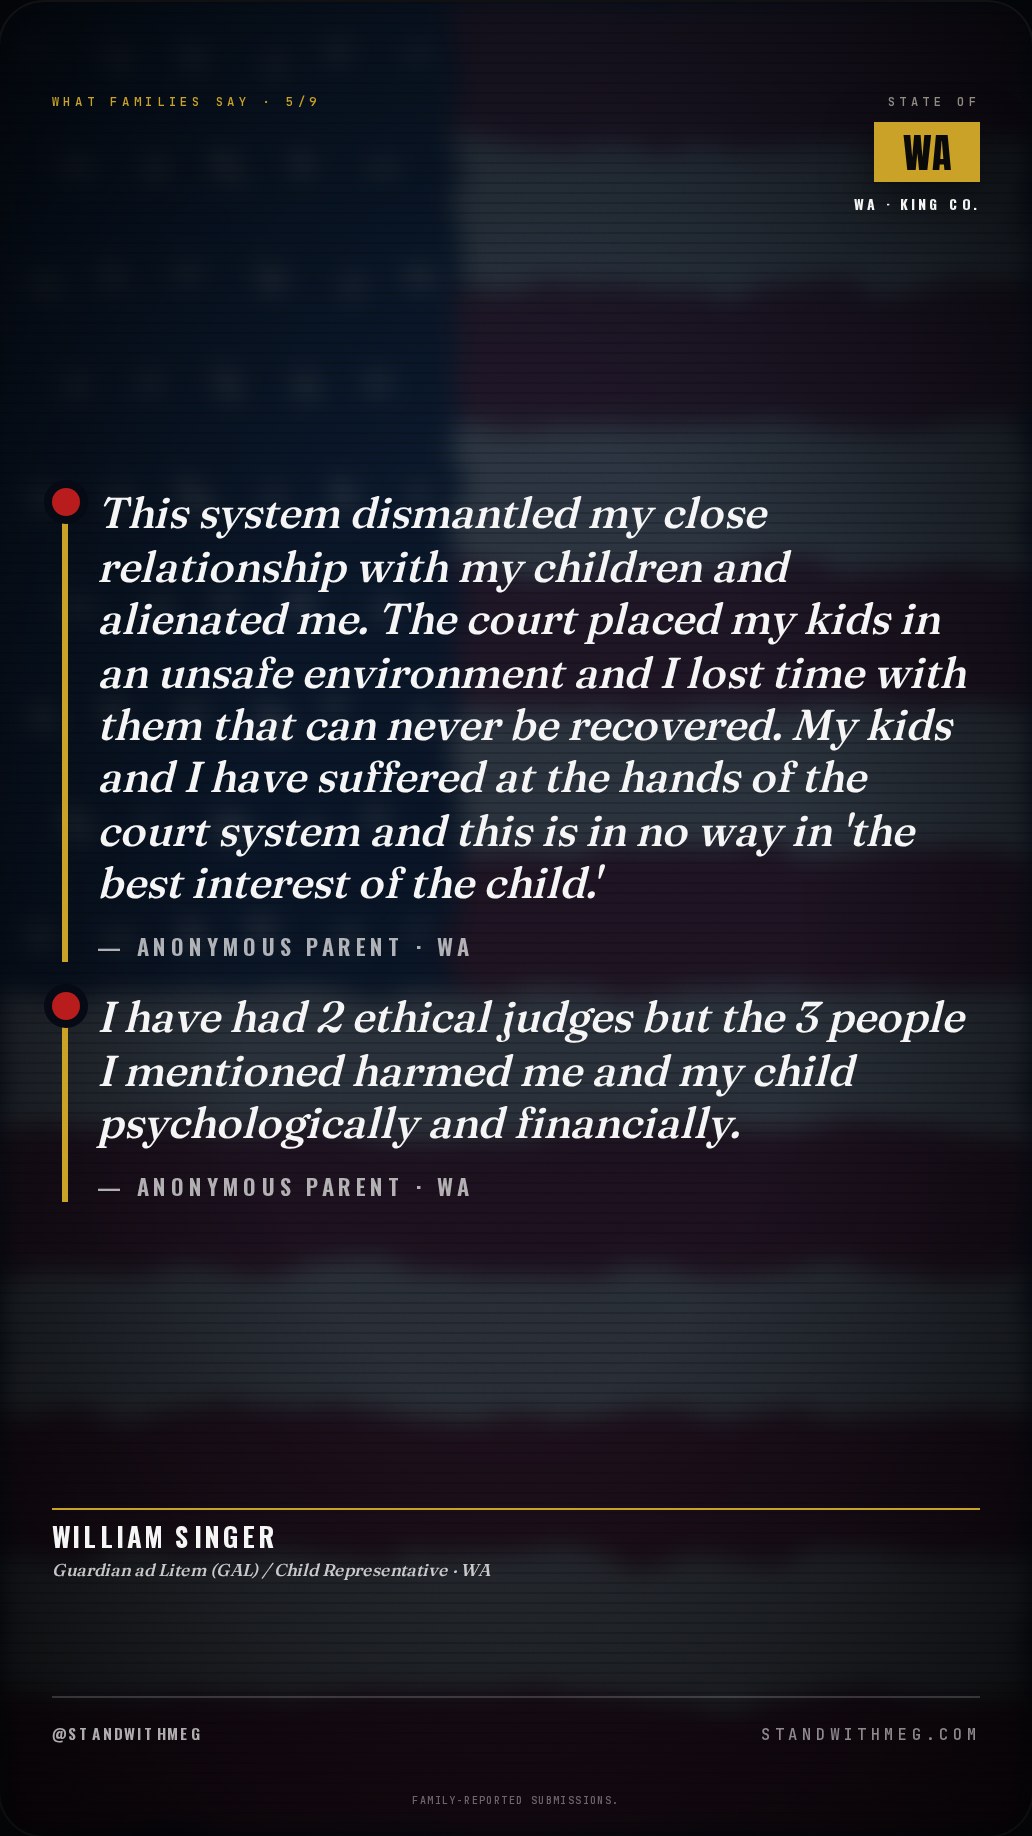 WHAT FAMILIES SAY · 5/9
STATE OF
WA
WA · KING CO.
This system dismantled my close
relationship with my children and
alienated me. The court placed my kids in
an unsafe environment and I lost time with
them that can never be recovered. My kids
and I have suffered at the hands of the
court system and this is in no way in 'the
best interest of the child.'
— ANONYMOUS PARENT · WA
I have had 2 ethical judges but the 3 people
I mentioned harmed me and my child
psychologically and financially.
— ANONYMOUS PARENT · WA
WILLIAM SINGER
Guardian ad Litem (GAL) / Child Representative · WA
@STANDWITHMEG
STANDWITHMEG.COM
FAMILY-REPORTED SUBMISSIONS.